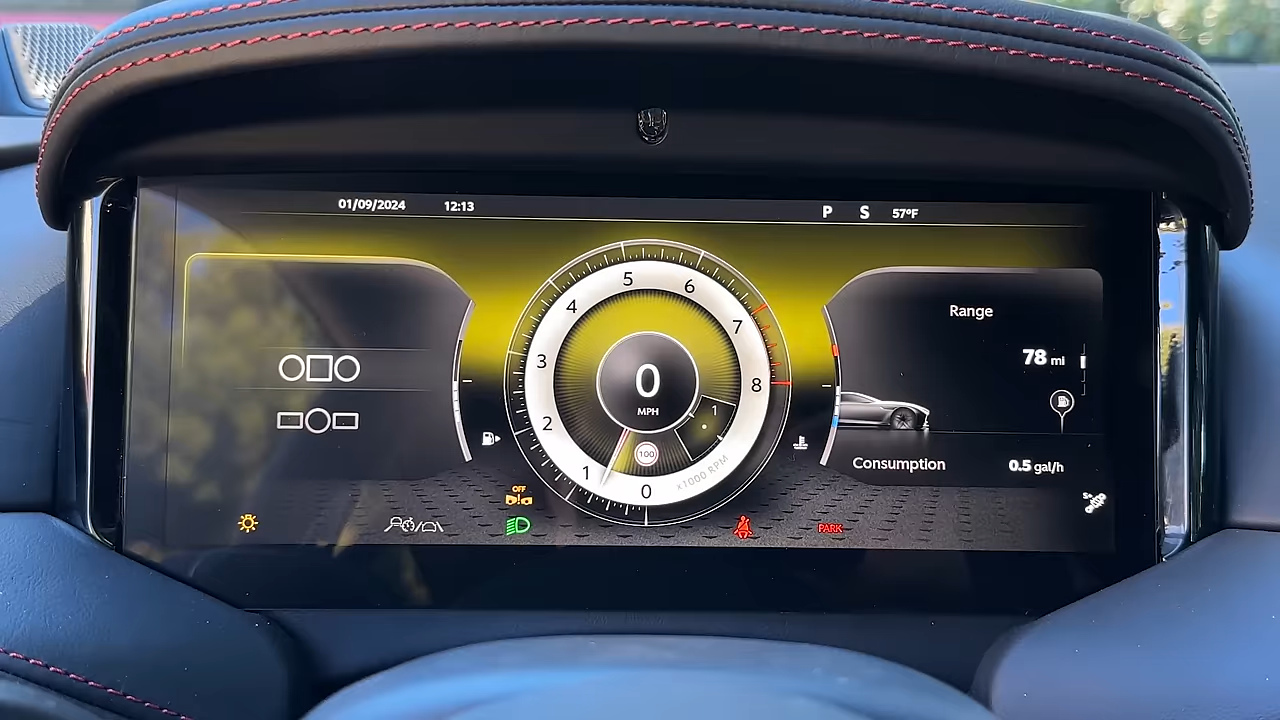 01/09/2024 12:13 P S 57°F
5
6
4
7
3
8
2
1
0
x1000 RPM
0
MPH
1
100
Range
78 mi
Consumption
0.5 gal/h
OFF
S+
PARK